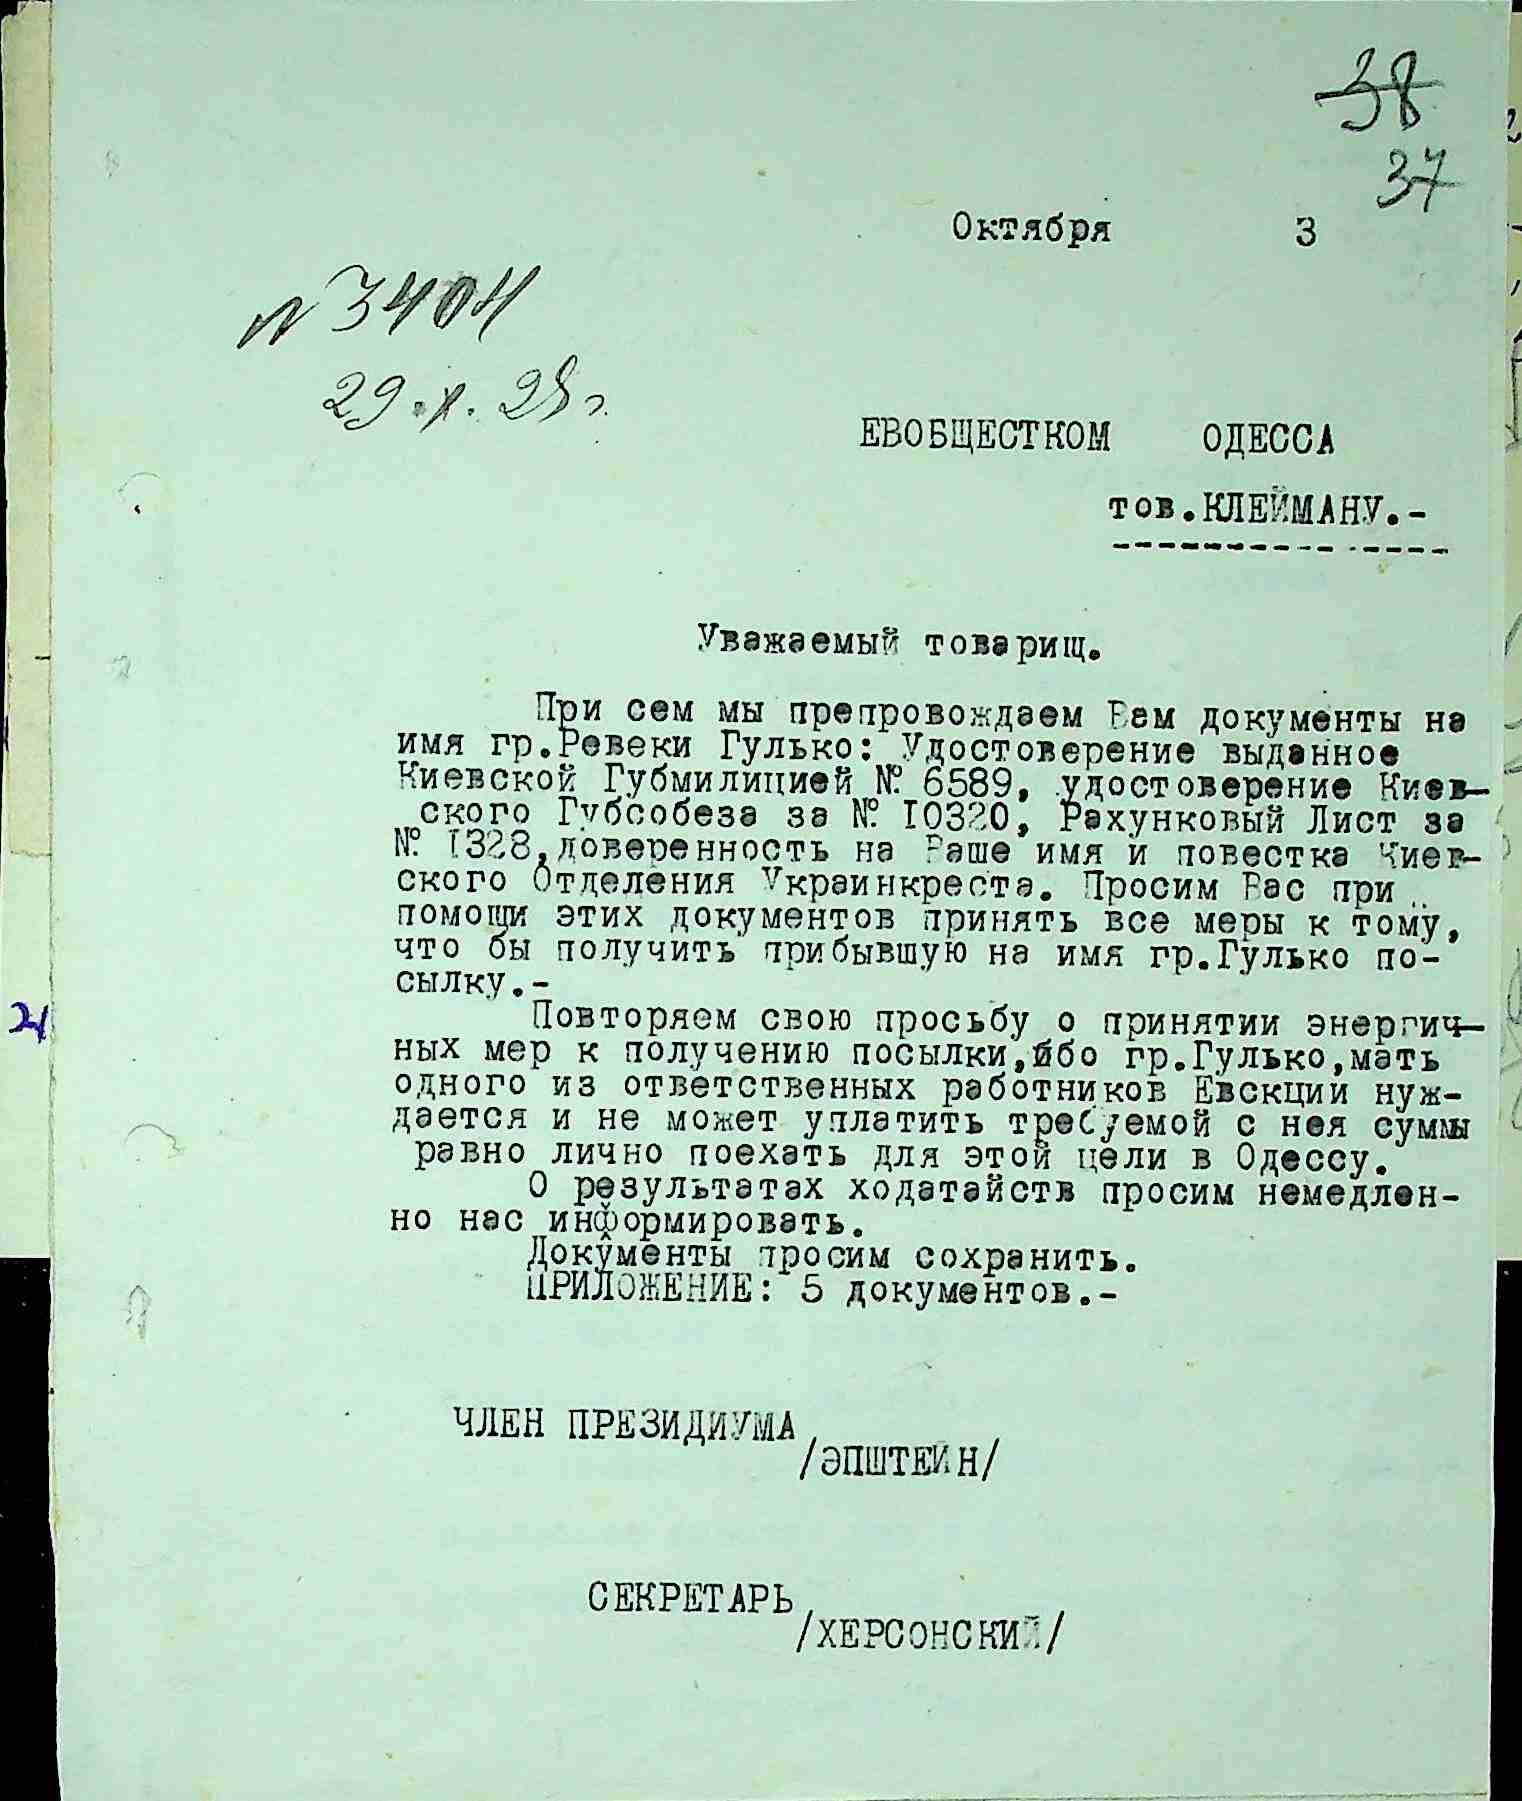 38
37
Октября 3
№ 3404
29.X.23 г.
ЕВОБЩЕСТКОМ ОДЕССА
тов.КЛЕЙМАНУ.-
Уважаемый товарищ.
При сем мы препровождаем Вам документы на
имя гр.Ревеки Гулько: Удостоверение выданное
Киевской Губмилицией № 6589, удостоверение Киев-
ского Губсобеза за № I0320, Рахунковый Лист за
№ I328,доверенность на Ваше имя и повестка Киев-
ского Отделения Украинкреста. Просим Вас при
помощи этих документов принять все меры к тому,
что бы получить прибывшую на имя гр.Гулько по-
сылку.-
Повторяем свою просьбу о принятии энергич-
ных мер к получению посылки,ибо гр.Гулько,мать
одного из ответственных работников Евскции нуж-
дается и не может уплатить требуемой с нея суммы
равно лично поехать для этой цели в Одессу.
О результатах ходатайств просим немедлен-
но нас информировать.
Документы просим сохранить.
ПРИЛОЖЕНИЕ: 5 документов.-
ЧЛЕН ПРЕЗИДИУМА
/ЭПШТЕЙН/
СЕКРЕТАРЬ
/ХЕРСОНСКИЙ/